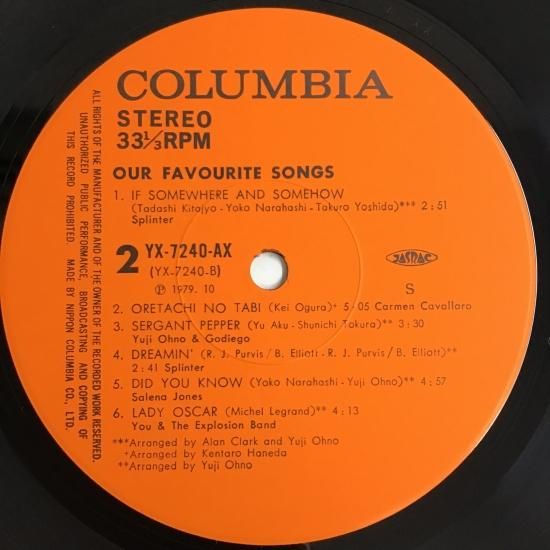 COLUMBIA
STEREO
33⅓RPM
OUR FAVOURITE SONGS
1. IF SOMEWHERE AND SOMEHOW
(Tadashi Kitajyo-Yoko Narahashi-Takuro Yoshida)*** 2:51
Splinter
2 YX-7240-AX
(YX-7240-B)
Ⓟ 1979. 10
JASRAC
S
2. ORETACHI NO TABI (Kei Ogura)+ 5-05 Carmen Cavallaro
3. SERGANT PEPPER (Yu Aku-Shunichi Tokura)** 3:30
Yuji Ohno & Godiego
4. DREAMIN' (R. J. Purvis/B. Elliott-R. J. Purvis/B. Elliott)**
2:41 Splinter
5. DID YOU KNOW (Yoko Narahashi-Yuji Ohno)** 4:57
Salena Jones
6. LADY OSCAR (Michel Legrand)** 4:13
You & The Explosion Band
***Arranged by Alan Clark and Yuji Ohno
+Arranged by Kentaro Haneda
**Arranged by Yuji Ohno
ALL RIGHTS OF THE MANUFACTURER AND OF THE OWNER OF THE RECORDED WORK RESERVED.
UNAUTHORIZED PUBLIC PERFORMANCE, BROADCASTING AND COPYING OF
THIS RECORD PROHIBITED. MADE BY NIPPON COLUMBIA CO., LTD.